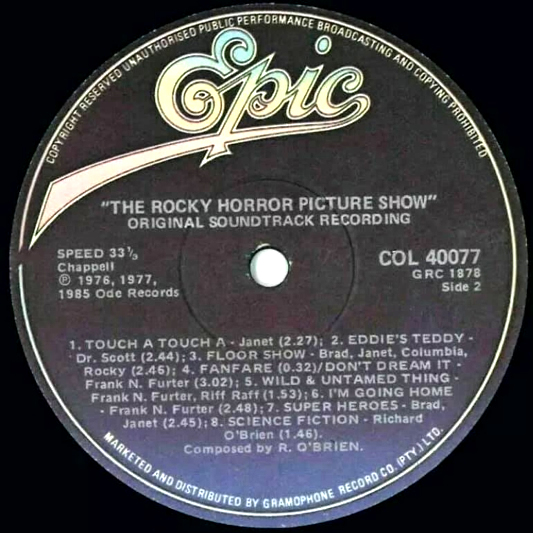 COPYRIGHT RESERVED UNAUTHORISED PUBLIC PERFORMANCE BROADCASTING AND COPYING PROHIBITED
Epic
"THE ROCKY HORROR PICTURE SHOW"
ORIGINAL SOUNDTRACK RECORDING
SPEED 33⅓
Chappell
℗ 1976, 1977,
1985 Ode Records
COL 40077
GRC 1878
Side 2
1. TOUCH A TOUCH A - Janet (2.27); 2. EDDIE'S TEDDY -
Dr. Scott (2.44); 3. FLOOR SHOW - Brad, Janet, Columbia,
Rocky (2.46); 4. FANFARE (0.32)/DON'T DREAM IT -
Frank N. Furter (3.02); 5. WILD & UNTAMED THING -
Frank N. Furter, Riff Raff (1.53); 6. I'M GOING HOME
- Frank N. Furter (2.48); 7. SUPER HEROES - Brad,
Janet (2.45); 8. SCIENCE FICTION - Richard
O'Brien (1.46).
Composed by R. O'BRIEN.
MARKETED AND DISTRIBUTED BY GRAMOPHONE RECORD CO. (PTY.) LTD.